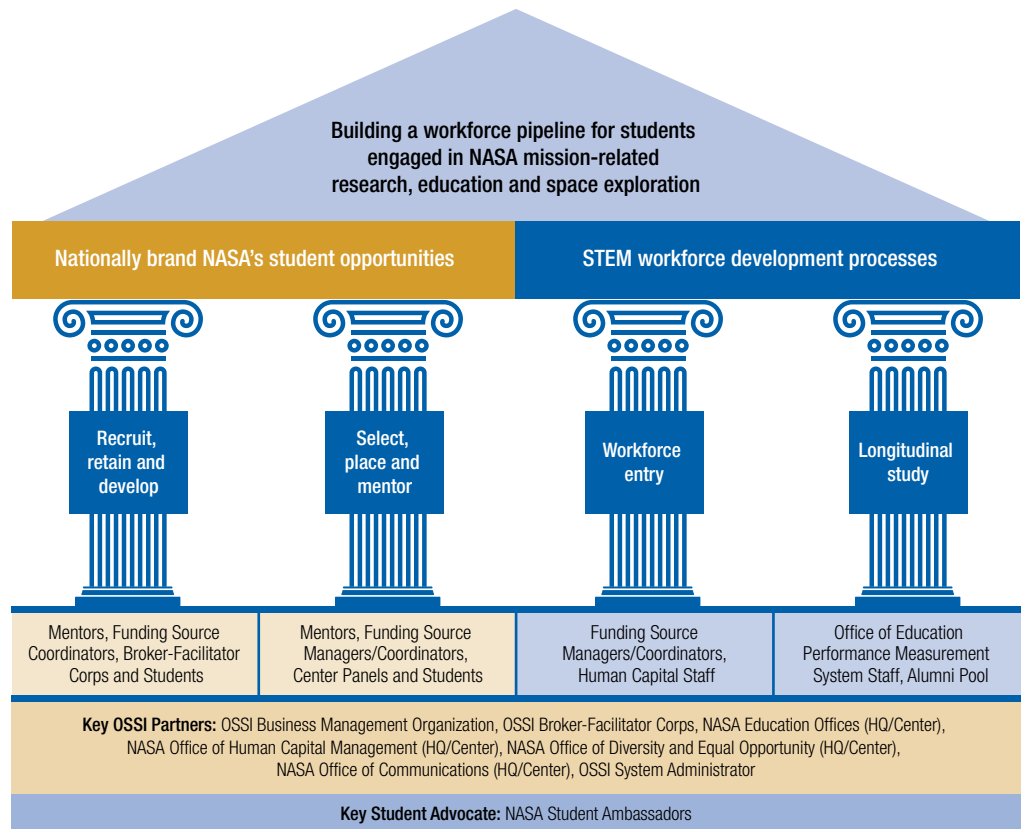 Building a workforce pipeline for students
engaged in NASA mission-related
research, education and space exploration
Nationally brand NASA's student opportunities
STEM workforce development processes
Recruit,
retain and
develop
Select,
place and
mentor
Workforce
entry
Longitudinal
study
Mentors, Funding Source
Coordinators, Broker-Facilitator
Corps and Students
Mentors, Funding Source
Managers/Coordinators,
Center Panels and Students
Funding Source
Managers/Coordinators,
Human Capital Staff
Office of Education
Performance Measurement
System Staff, Alumni Pool
Key OSSI Partners: OSSI Business Management Organization, OSSI Broker-Facilitator Corps, NASA Education Offices (HQ/Center),
NASA Office of Human Capital Management (HQ/Center), NASA Office of Diversity and Equal Opportunity (HQ/Center),
NASA Office of Communications (HQ/Center), OSSI System Administrator
Key Student Advocate: NASA Student Ambassadors